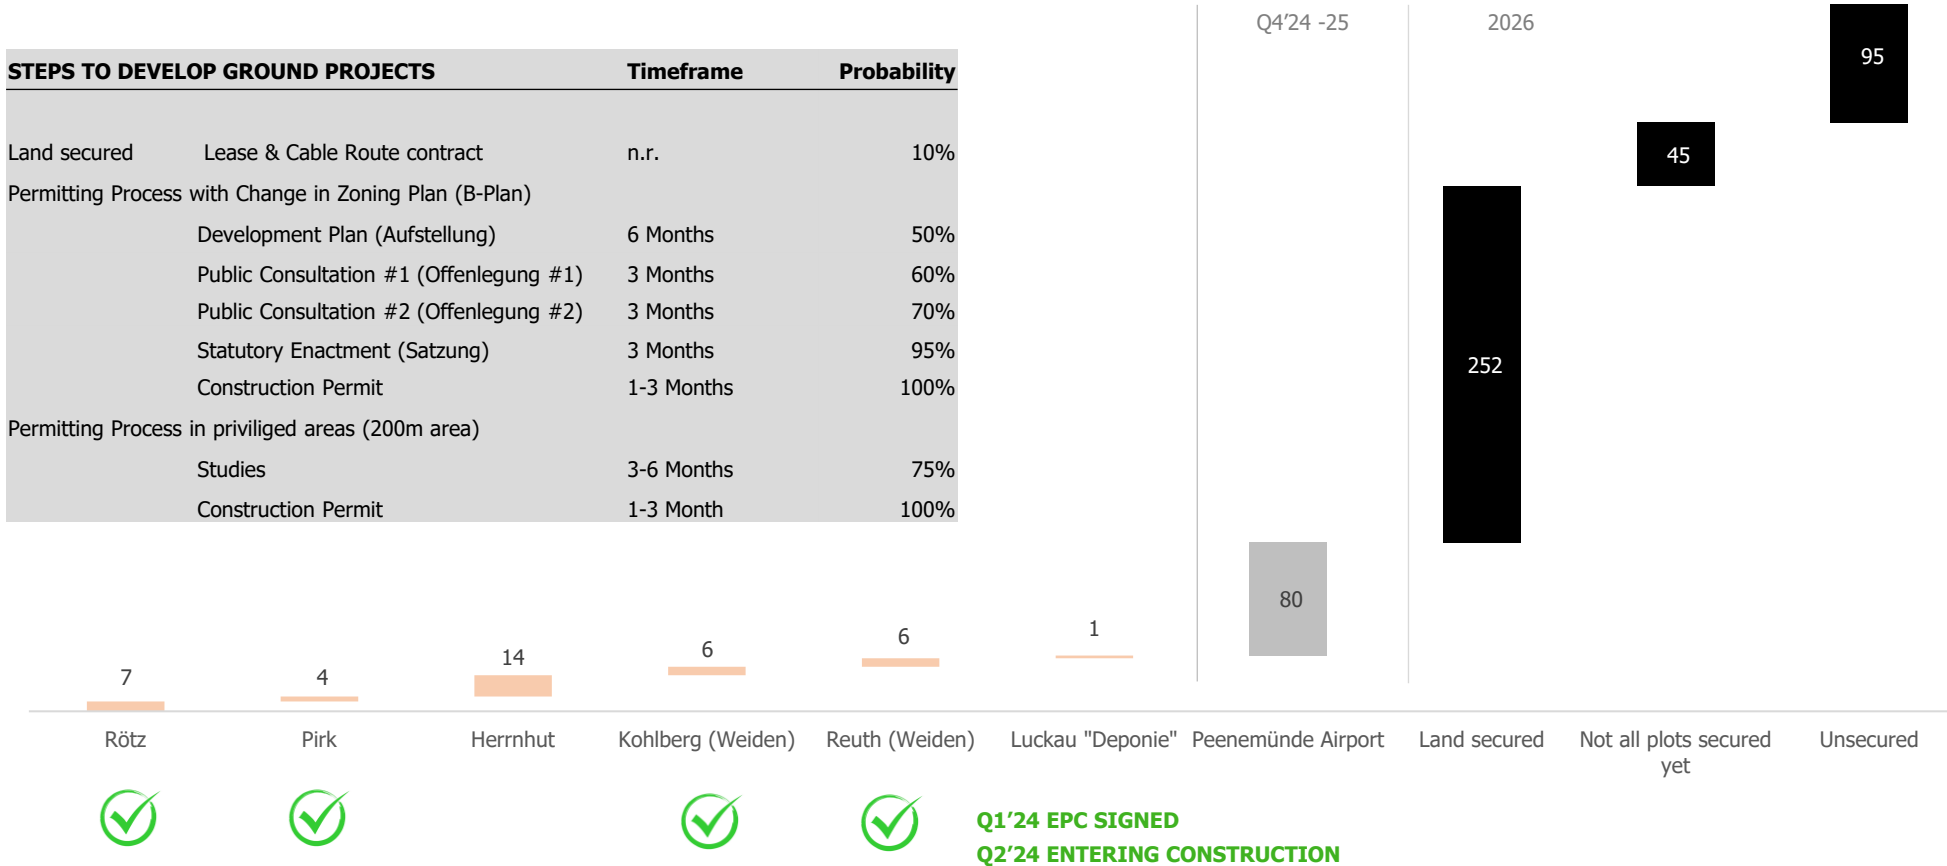 Q4’24 -25 2026
95
STEPS TO DEVELOP GROUND PROJECTS Timeframe Probability
Land secured Lease & Cable Route contract n.r. 10%
45
Permitting Process with Change in Zoning Plan (B-Plan)
Development Plan (Aufstellung) 6 Months 50%
Public Consultation #1 (Offenlegung #1) 3 Months 60%
Public Consultation #2 (Offenlegung #2) 3 Months 70%
Statutory Enactment (Satzung) 3 Months 95%
252
Construction Permit 1-3 Months 100%
Permitting Process in priviliged areas (200m area)
Studies 3-6 Months 75%
Construction Permit 1-3 Month 100%
80
7 4 14 6 6 1
Rötz Pirk Herrnhut Kohlberg (Weiden) Reuth (Weiden) Luckau "Deponie" Peenemünde Airport Land secured Not all plots secured Unsecured
yet
Q1’24 EPC SIGNED
Q2’24 ENTERING CONSTRUCTION